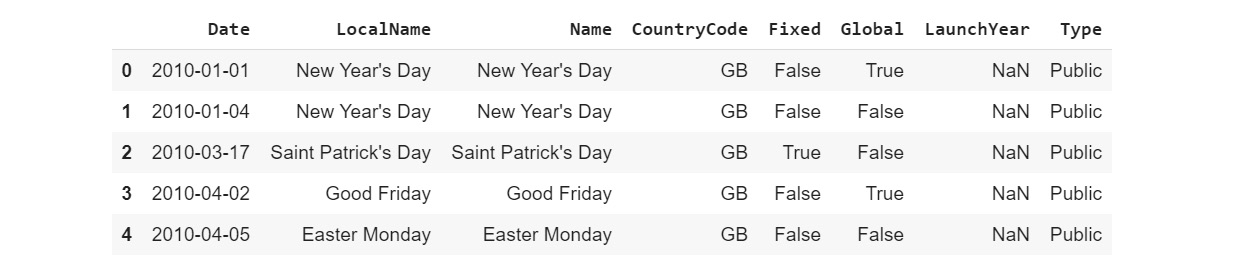 Date LocalName Name CountryCode Fixed Global LaunchYear Type
0 2010-01-01 New Year's Day New Year's Day GB False True NaN Public
1 2010-01-04 New Year's Day New Year's Day GB False False NaN Public
2 2010-03-17 Saint Patrick's Day Saint Patrick's Day GB True False NaN Public
3 2010-04-02 Good Friday Good Friday GB False True NaN Public
4 2010-04-05 Easter Monday Easter Monday GB False False NaN Public